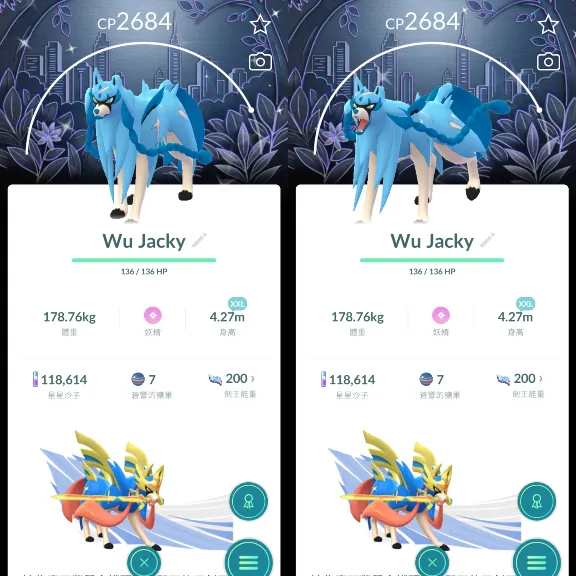 CP2684
Wu Jacky
136 / 136 HP
178.76kg
體重
妖精
XXL
4.27m
身高
118,614
星星沙子
7
蒼響的糖果
200 ›
劍王能量
CP2684
Wu Jacky
136 / 136 HP
178.76kg
體重
妖精
XXL
4.27m
身高
118,614
星星沙子
7
蒼響的糖果
200 ›
劍王能量